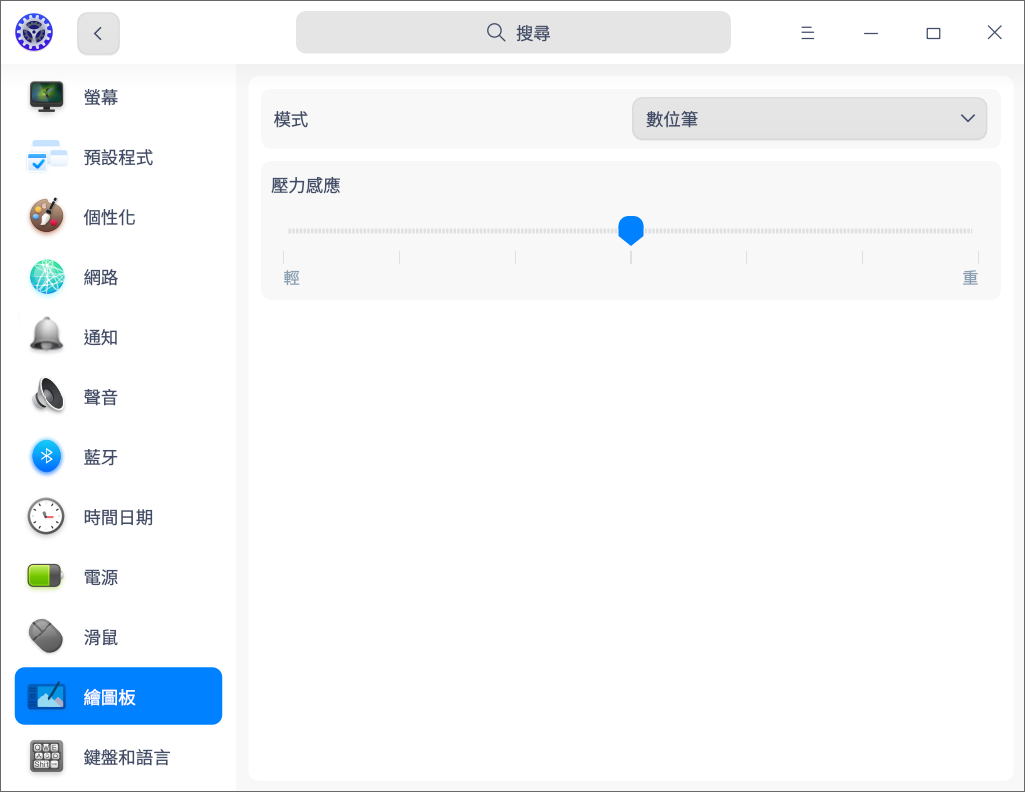 搜尋
螢幕
預設程式
個性化
網路
通知
聲音
藍牙
時間日期
電源
滑鼠
繪圖板
鍵盤和語言
模式
數位筆
壓力感應
輕
重